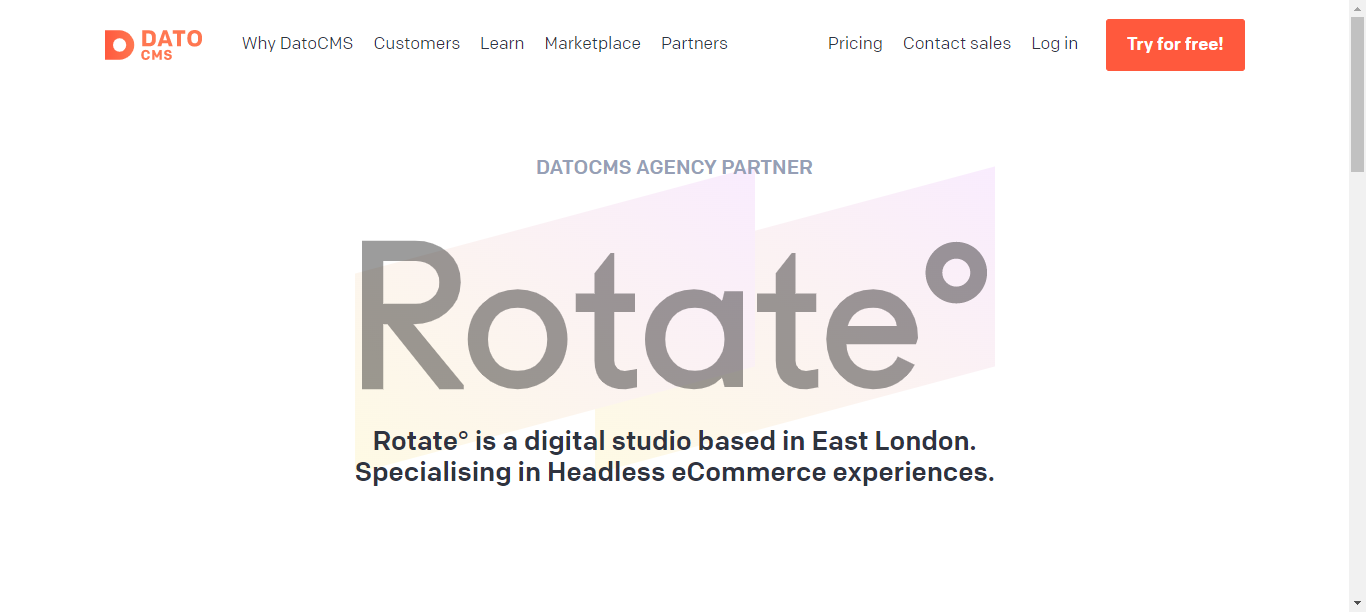 DATO
CMS
Why DatoCMS Customers Learn Marketplace Partners Pricing Contact sales Log in Try for free!
DATOCMS AGENCY PARTNER
Rotate°
Rotate° is a digital studio based in East London.
Specialising in Headless eCommerce experiences.